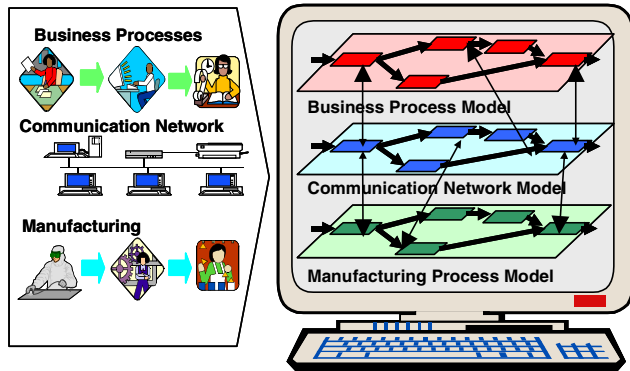 Business Processes
Communication Network
Manufacturing
Business Process Model
Communication Network Model
Manufacturing Process Model